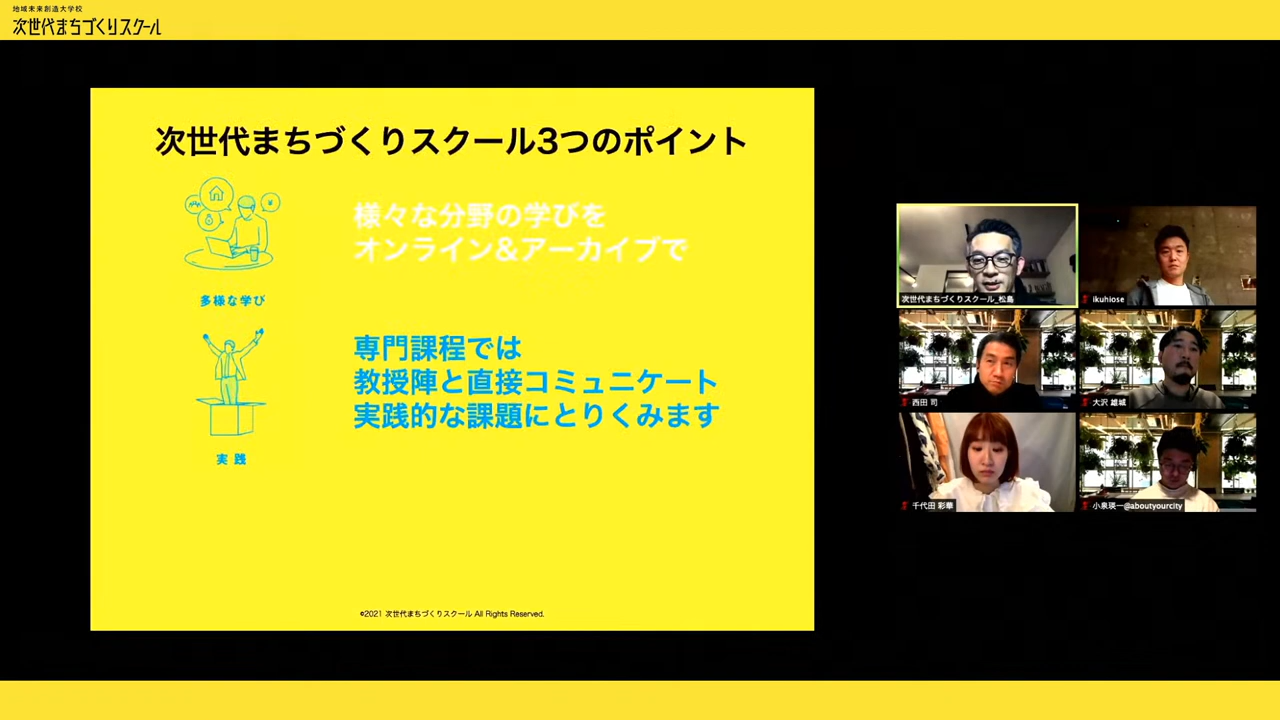 地域未来創造大学校
次世代まちづくりスクール
次世代まちづくりスクール3つのポイント
様々な分野の学びを
オンライン&アーカイブで
多様な学び
専門課程では
教授陣と直接コミュニケート
実践的な課題にとりくみます
実践
©2021 次世代まちづくりスクール All Rights Reserved.
次世代まちづくりスクール_松島
ikuhiose
西田 司
大沢 雄城
千代田 彩華
小泉瑛一@aboutyourcity